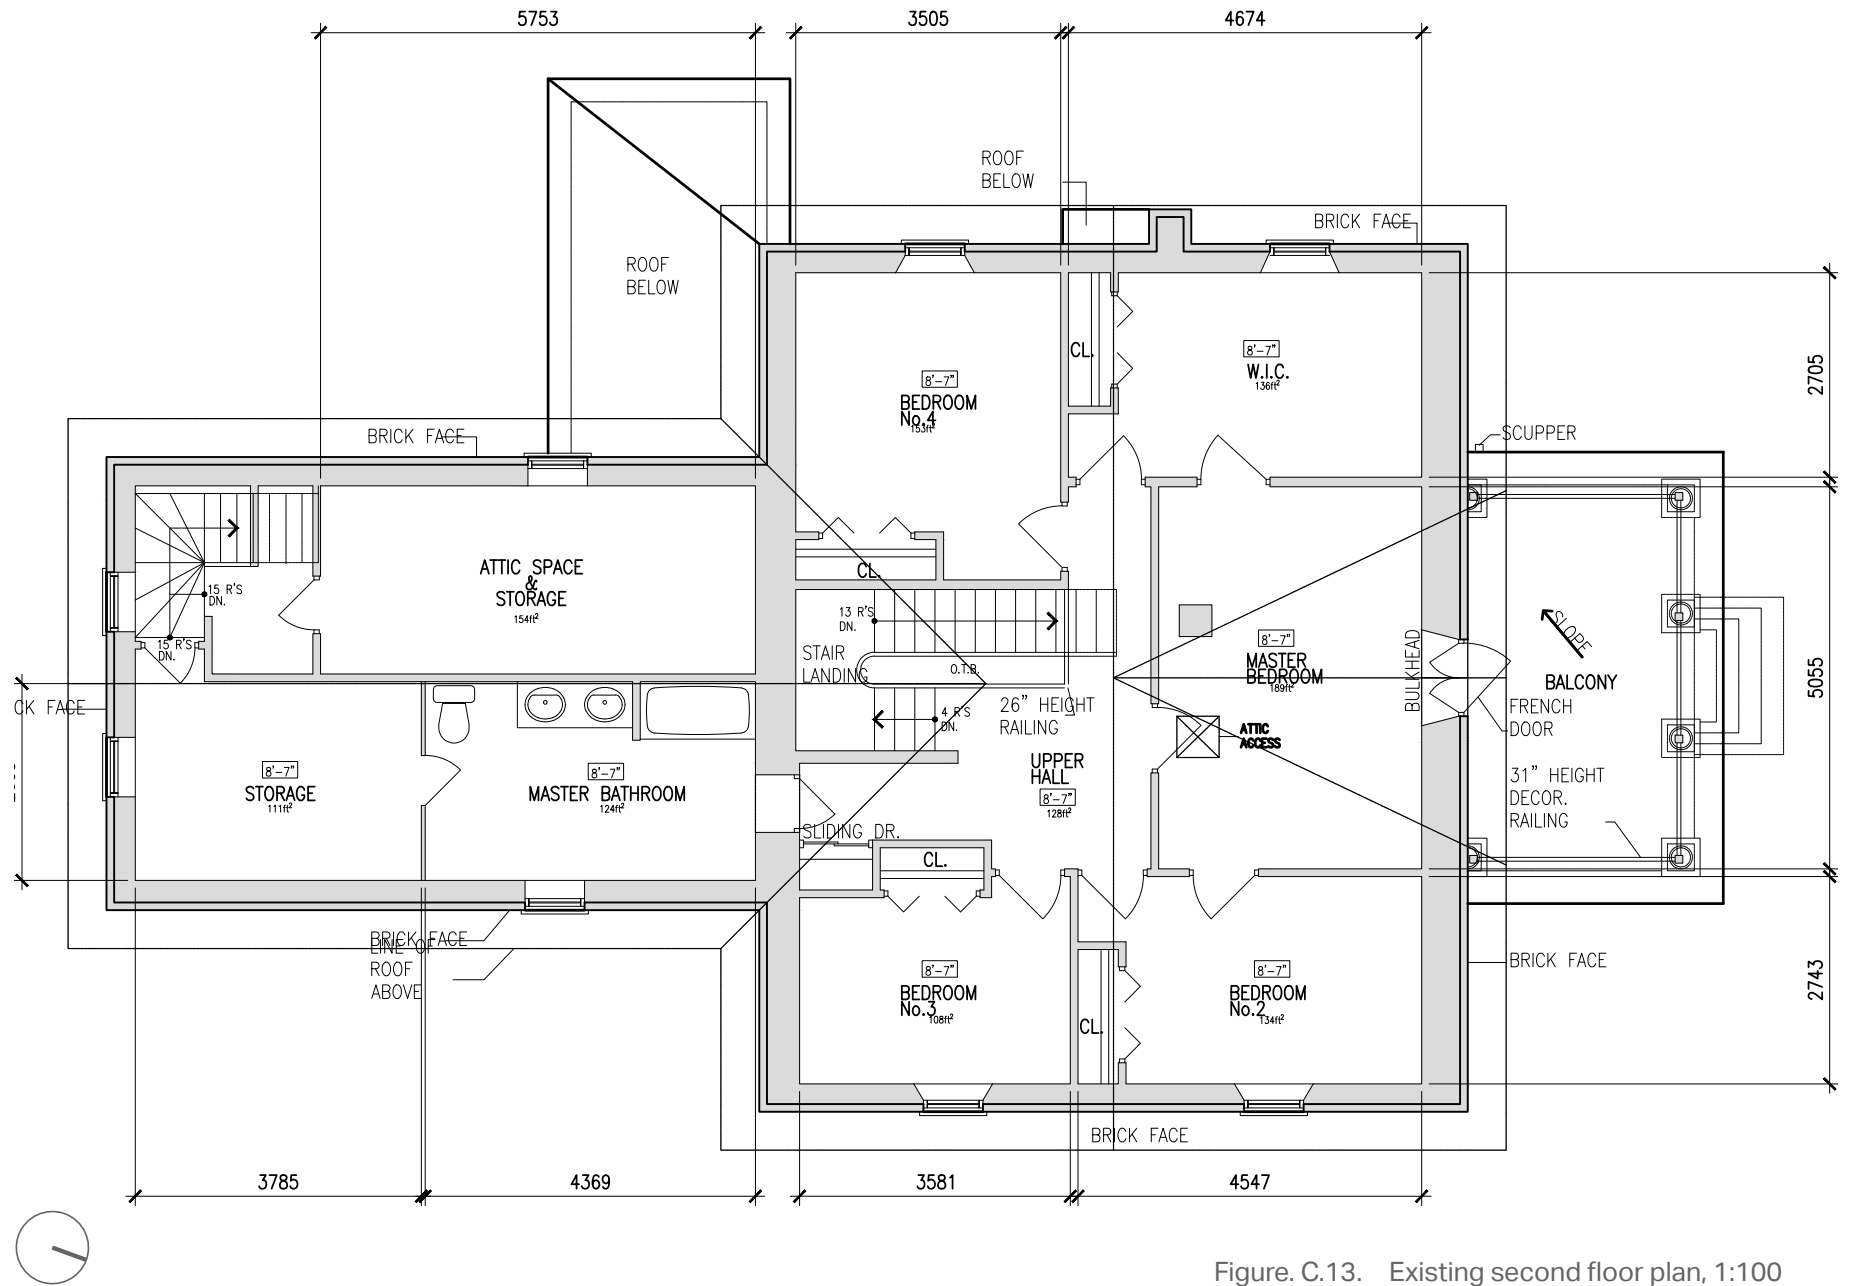 5753
3505
4674
ROOF
BELOW
BRICK FACE
ROOF
BELOW
2705
CL.
8'-7"
W.I.C.
136ft²
8'-7"
BEDROOM
No.4
153ft²
BRICK FACE
SCUPPER
ATTIC SPACE
&
STORAGE
154ft²
CL.
15 R'S
DN.
15 R'S
DN.
13 R'S
DN.
STAIR
LANDING
O.T.B.
4 R'S
DN.
26" HEIGHT
RAILING
8'-7"
MASTER
BEDROOM
189ft²
BULKHEAD
SLOPE
BALCONY
5055
FRENCH
DOOR
CK FACE
ATTIC
ACCESS
UPPER
HALL
8'-7"
128ft²
31" HEIGHT
DECOR.
RAILING
8'-7"
STORAGE
111ft²
8'-7"
MASTER BATHROOM
124ft²
SLIDING DR.
CL.
BRICK FACE
LINE OF
ROOF
ABOVE
8'-7"
BEDROOM
No.3
108ft²
CL.
8'-7"
BEDROOM
No.2
134ft²
BRICK FACE
2743
BRICK FACE
3785
4369
3581
4547
Figure. C.13. Existing second floor plan, 1:100